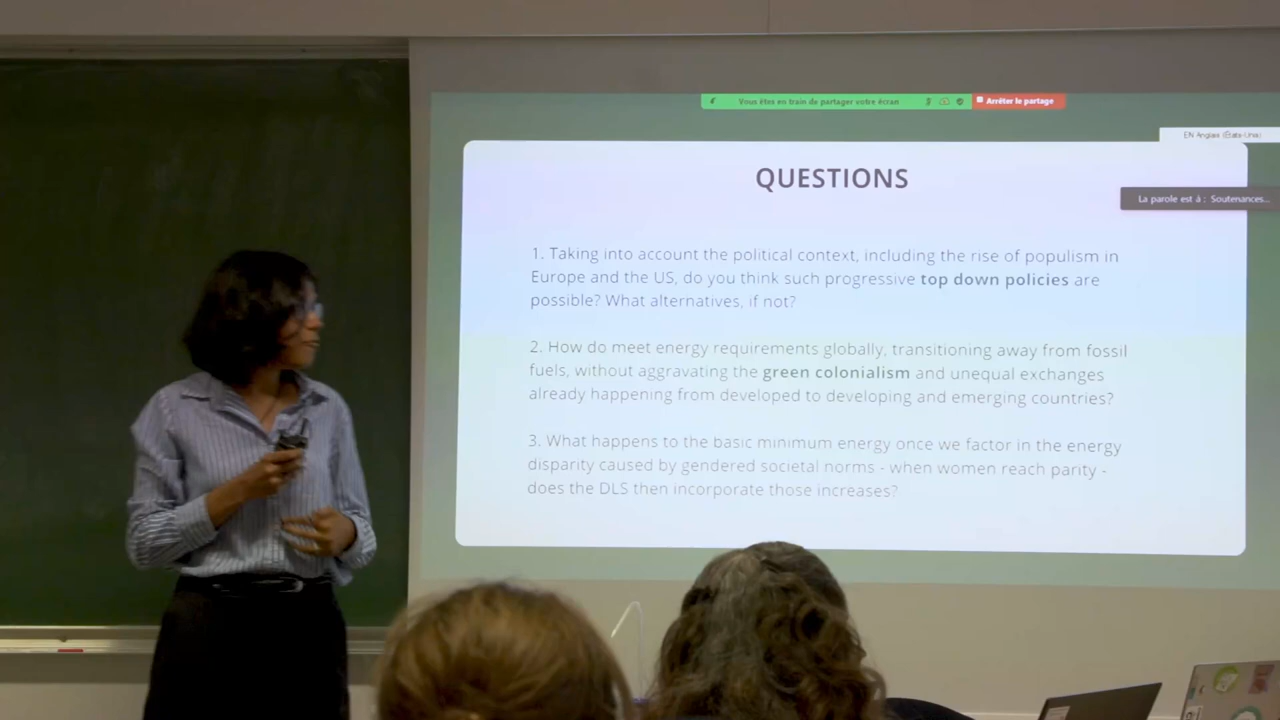 Vous êtes en train de partager votre écran
Arrêter le partage
EN Anglais (États-Unis)
QUESTIONS
La parole est à : Soutenances...
1. Taking into account the political context, including the rise of populism in
Europe and the US, do you think such progressive top down policies are
possible? What alternatives, if not?
2. How do meet energy requirements globally, transitioning away from fossil
fuels, without aggravating the green colonialism and unequal exchanges
already happening from developed to developing and emerging countries?
3. What happens to the basic minimum energy once we factor in the energy
disparity caused by gendered societal norms - when women reach parity -
does the DLS then incorporate those increases?